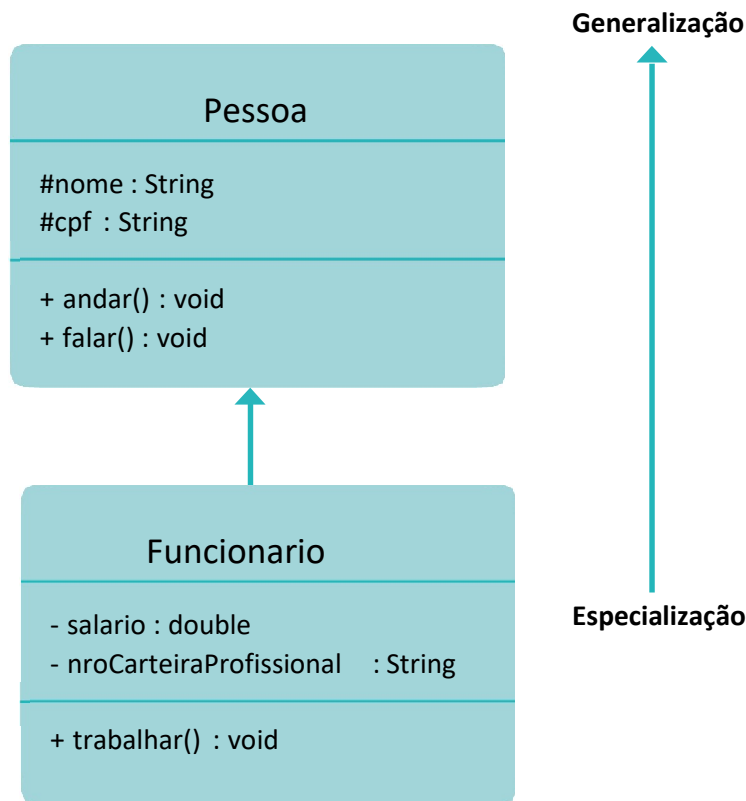 Generalização
Pessoa
#nome : String
#cpf : String
+ andar() : void
+ falar() : void
Funcionario
- salario : double
- nroCarteiraProfissional : String
+ trabalhar() : void
Especialização